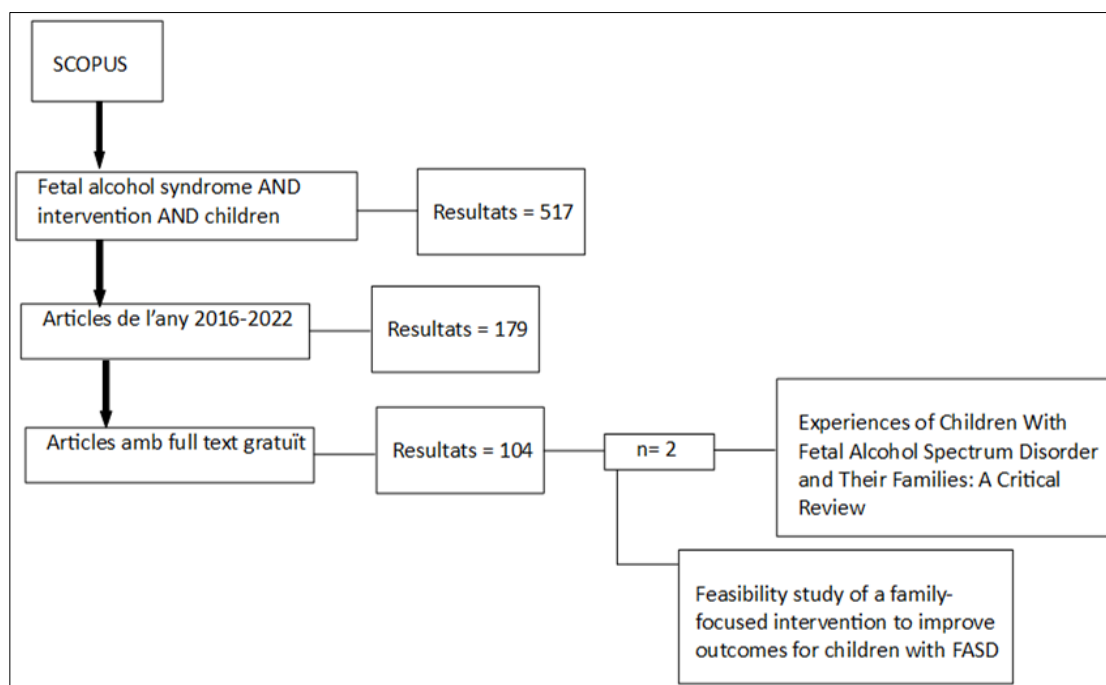 SCOPUS
Fetal alcohol syndrome AND
intervention AND children
Resultats = 517
Articles de l'any 2016-2022
Resultats = 179
Articles amb full text gratuït
Resultats = 104
n= 2
Experiences of Children With
Fetal Alcohol Spectrum Disorder
and Their Families: A Critical
Review
Feasibility study of a family-
focused intervention to improve
outcomes for children with FASD